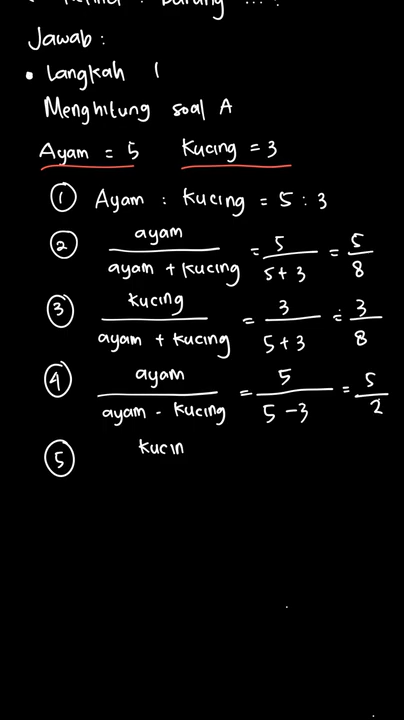 Jawab :
• Langkah 1
Menghitung soal A
Ayam = 5 Kucing = 3
① Ayam : Kucing = 5 : 3
② ayam / ayam + kucing = 5 / 5 + 3 = 5 / 8
③ kucing / ayam + kucing = 3 / 5 + 3 = 3 / 8
④ ayam / ayam - kucing = 5 / 5 - 3 = 5 / 2
⑤ kucin